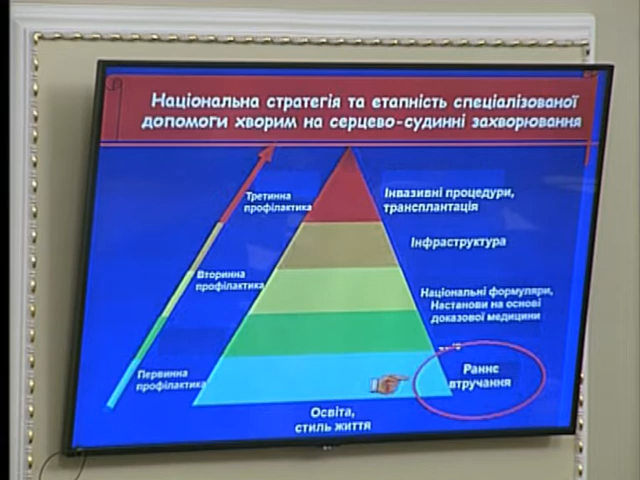 Національна стратегія та етапність спеціалізованої
допомоги хворим на серцево-судинні захворювання
Третинна
профілактика
Інвазивні процедури,
трансплантація
Інфраструктура
Вторинна
профілактика
Національні формуляри,
Настанови на основі
доказової медицини
Первинна
профілактика
Раннє
втручання
Освіта,
стиль життя